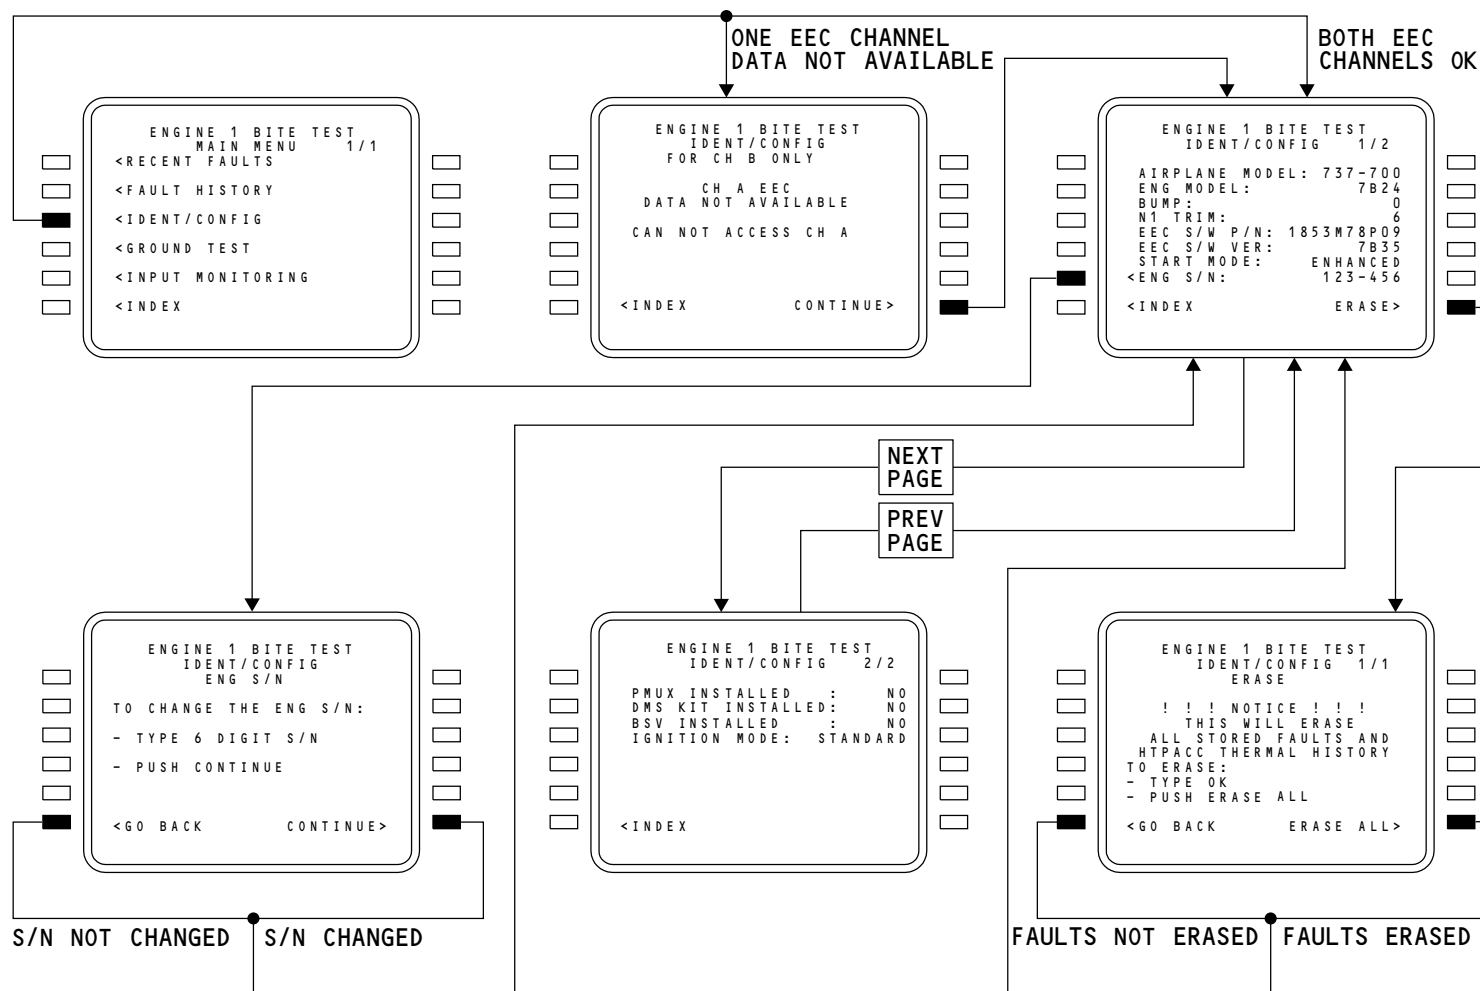 ONE EEC CHANNEL
DATA NOT AVAILABLE
BOTH EEC
CHANNELS OK
ENGINE 1 BITE TEST
MAIN MENU 1/1
<RECENT FAULTS
<FAULT HISTORY
<IDENT/CONFIG
<GROUND TEST
<INPUT MONITORING
<INDEX
ENGINE 1 BITE TEST
IDENT/CONFIG
FOR CH B ONLY
CH A EEC
DATA NOT AVAILABLE
CAN NOT ACCESS CH A
<INDEX CONTINUE>
ENGINE 1 BITE TEST
IDENT/CONFIG 1/2
AIRPLANE MODEL: 737-700
ENG MODEL: 7B24
BUMP: 0
N1 TRIM: 6
EEC S/W P/N: 1853M78P09
EEC S/W VER: 7B35
START MODE: ENHANCED
<ENG S/N: 123-456
<INDEX ERASE>
NEXT
PAGE
PREV
PAGE
ENGINE 1 BITE TEST
IDENT/CONFIG
ENG S/N
TO CHANGE THE ENG S/N:
- TYPE 6 DIGIT S/N
- PUSH CONTINUE
<GO BACK CONTINUE>
ENGINE 1 BITE TEST
IDENT/CONFIG 2/2
PMUX INSTALLED : NO
DMS KIT INSTALLED: NO
BSV INSTALLED : NO
IGNITION MODE: STANDARD
<INDEX
ENGINE 1 BITE TEST
IDENT/CONFIG 1/1
ERASE
! ! ! NOTICE ! ! !
THIS WILL ERASE
ALL STORED FAULTS AND
HTPACC THERMAL HISTORY
TO ERASE:
- TYPE OK
- PUSH ERASE ALL
<GO BACK ERASE ALL>
S/N NOT CHANGED
S/N CHANGED
FAULTS NOT ERASED
FAULTS ERASED